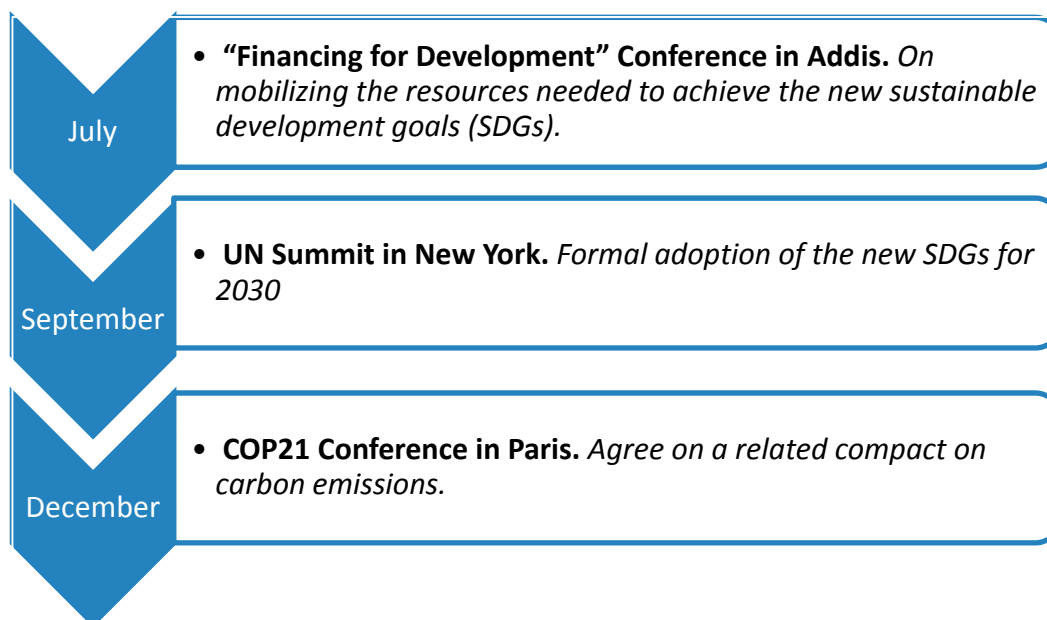 July
• “Financing for Development” Conference in Addis. On
mobilizing the resources needed to achieve the new sustainable
development goals (SDGs).
September
• UN Summit in New York. Formal adoption of the new SDGs for
2030
December
• COP21 Conference in Paris. Agree on a related compact on
carbon emissions.